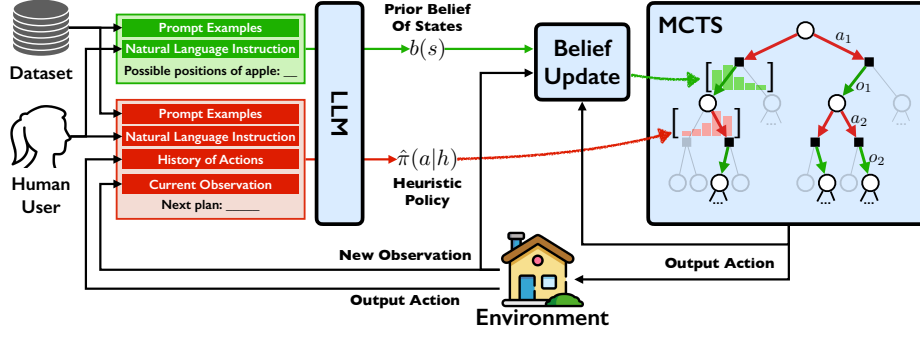 Dataset
Human
User
Prompt Examples
Natural Language Instruction
Possible positions of apple: __
Prompt Examples
Natural Language Instruction
History of Actions
Current Observation
Next plan: _____
LLM
Prior Belief
Of States
b(s)
π̂(a|h)
Heuristic
Policy
Belief
Update
MCTS
a₁
o₁
a₂
o₂
[ ]
[ ]
...
...
...
New Observation
Output Action
Output Action
Environment